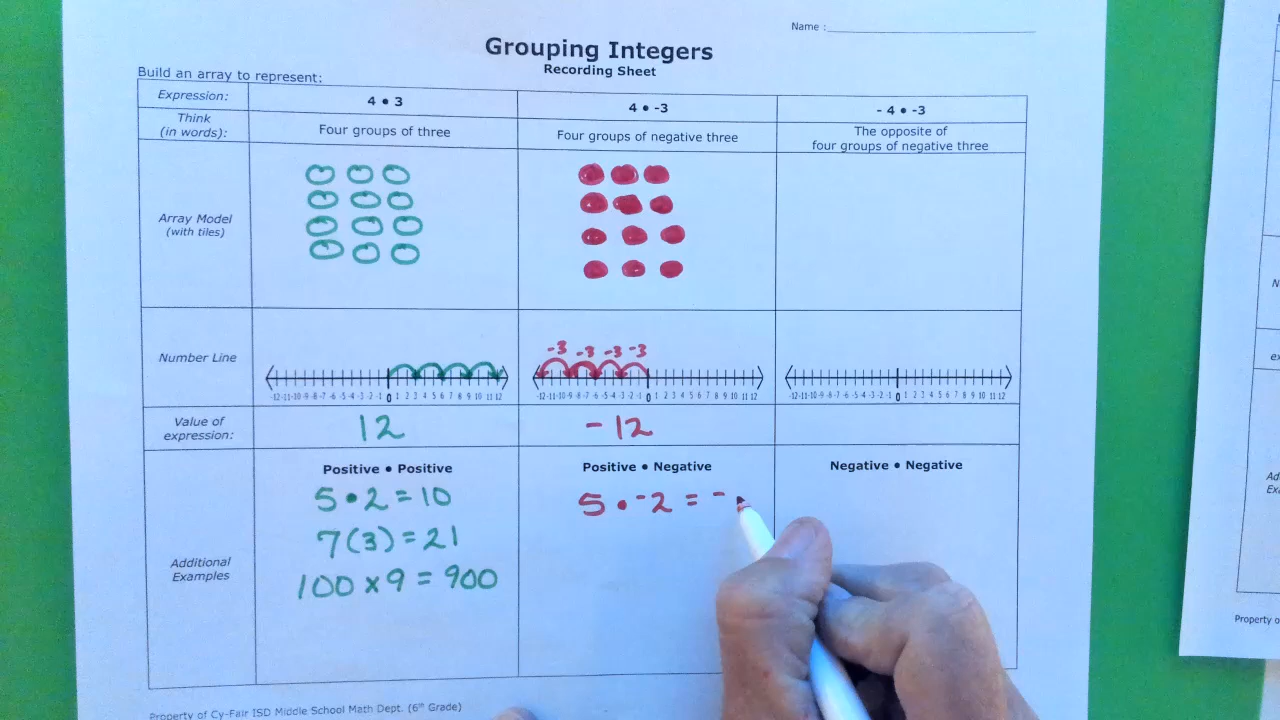 Name :
Grouping Integers
Recording Sheet
Build an array to represent:
Expression:
4 • 3
4 • -3
- 4 • -3
Think
(in words):
Four groups of three
Four groups of negative three
The opposite of
four groups of negative three
Array Model
(with tiles)
-3 -3 -3 -3
Number Line
-12 -11 -10 -9 -8 -7 -6 -5 -4 -3 -2 -1 0 1 2 3 4 5 6 7 8 9 10 11 12
-12 -11 -10 -9 -8 -7 -6 -5 -4 -3 -2 -1 0 1 2 3 4 5 6 7 8 9 10 11 12
-12 -11 -10 -9 -8 -7 -6 -5 -4 -3 -2 -1 0 1 2 3 4 5 6 7 8 9 10 11 12
Value of
expression:
12
-12
Positive • Positive
Positive • Negative
Negative • Negative
5 • 2 = 10
5 • -2 = -
7(3) = 21
Additional
Examples
100 x 9 = 900
Property of Cy-Fair ISD Middle School Math Dept. (6th Grade)
Property o